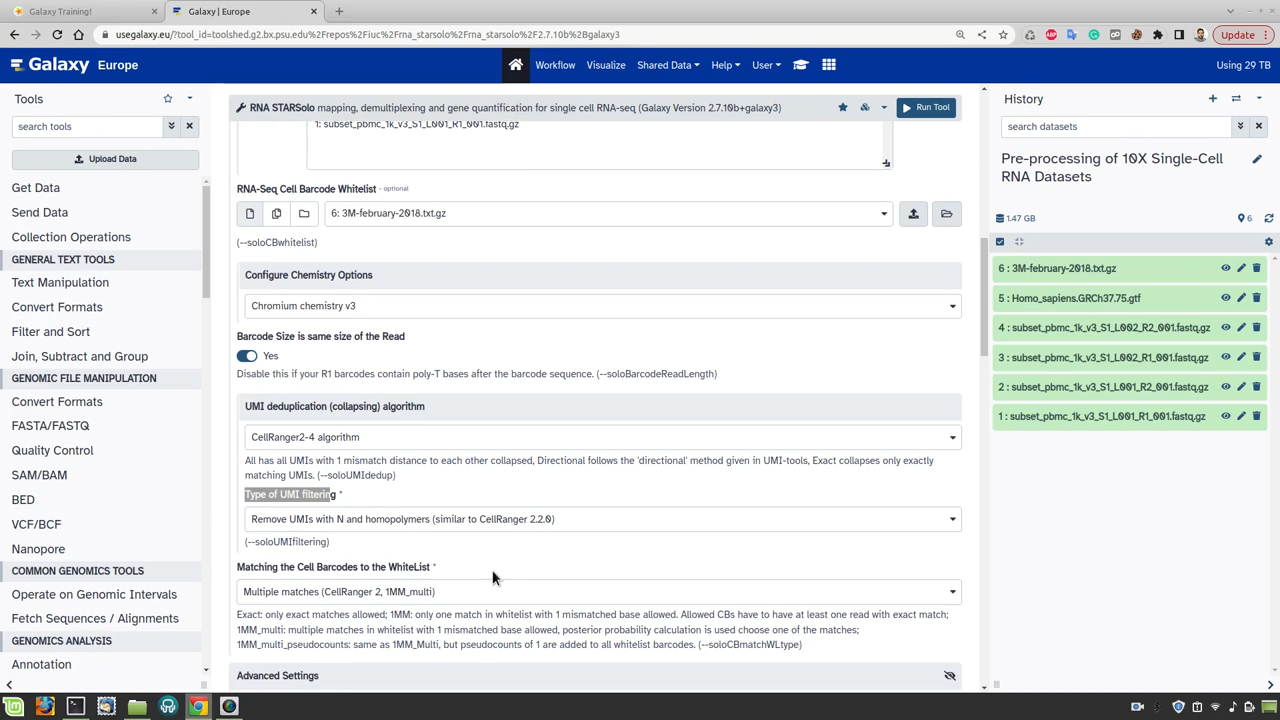 Galaxy Training!
Galaxy | Europe
usegalaxy.eu/?tool_id=toolshed.g2.bx.psu.edu%2Frepos%2Fiuc%2Frna_starsolo%2Frna_starsolo%2F2.7.10b%2Bgalaxy3
Update
Galaxy Europe
Workflow
Visualize
Shared Data
Help
User
Using 29 TB
Tools
search tools
Upload Data
Get Data
Send Data
Collection Operations
GENERAL TEXT TOOLS
Text Manipulation
Convert Formats
Filter and Sort
Join, Subtract and Group
GENOMIC FILE MANIPULATION
Convert Formats
FASTA/FASTQ
Quality Control
SAM/BAM
BED
VCF/BCF
Nanopore
COMMON GENOMICS TOOLS
Operate on Genomic Intervals
Fetch Sequences / Alignments
GENOMICS ANALYSIS
Annotation
RNA STARSolo mapping, demultiplexing and gene quantification for single cell RNA-seq (Galaxy Version 2.7.10b+galaxy3)
Run Tool
1: subset_pbmc_1k_v3_S1_L001_R1_001.fastq.gz
RNA-Seq Cell Barcode Whitelist - optional
6: 3M-february-2018.txt.gz
(--soloCBwhitelist)
Configure Chemistry Options
Chromium chemistry v3
Barcode Size is same size of the Read
Yes
Disable this if your R1 barcodes contain poly-T bases after the barcode sequence. (--soloBarcodeReadLength)
UMI deduplication (collapsing) algorithm
CellRanger2-4 algorithm
All has all UMIs with 1 mismatch distance to each other collapsed, Directional follows the 'directional' method given in UMI-tools, Exact collapses only exactly
matching UMIs. (--soloUMIdedup)
Type of UMI filtering *
Remove UMIs with N and homopolymers (similar to CellRanger 2.2.0)
(--soloUMIfiltering)
Matching the Cell Barcodes to the WhiteList *
Multiple matches (CellRanger 2, 1MM_multi)
Exact: only exact matches allowed; 1MM: only one match in whitelist with 1 mismatched base allowed. Allowed CBs have to have at least one read with exact match;
1MM_multi: multiple matches in whitelist with 1 mismatched base allowed, posterior probability calculation is used choose one of the matches;
1MM_multi_pseudocounts: same as 1MM_Multi, but pseudocounts of 1 are added to all whitelist barcodes. (--soloCBmatchWLtype)
Advanced Settings
History
search datasets
Pre-processing of 10X Single-Cell
RNA Datasets
1.47 GB
6
6 : 3M-february-2018.txt.gz
5 : Homo_sapiens.GRCh37.75.gtf
4 : subset_pbmc_1k_v3_S1_L002_R2_001.fastq.gz
3 : subset_pbmc_1k_v3_S1_L002_R1_001.fastq.gz
2 : subset_pbmc_1k_v3_S1_L001_R2_001.fastq.gz
1 : subset_pbmc_1k_v3_S1_L001_R1_001.fastq.gz